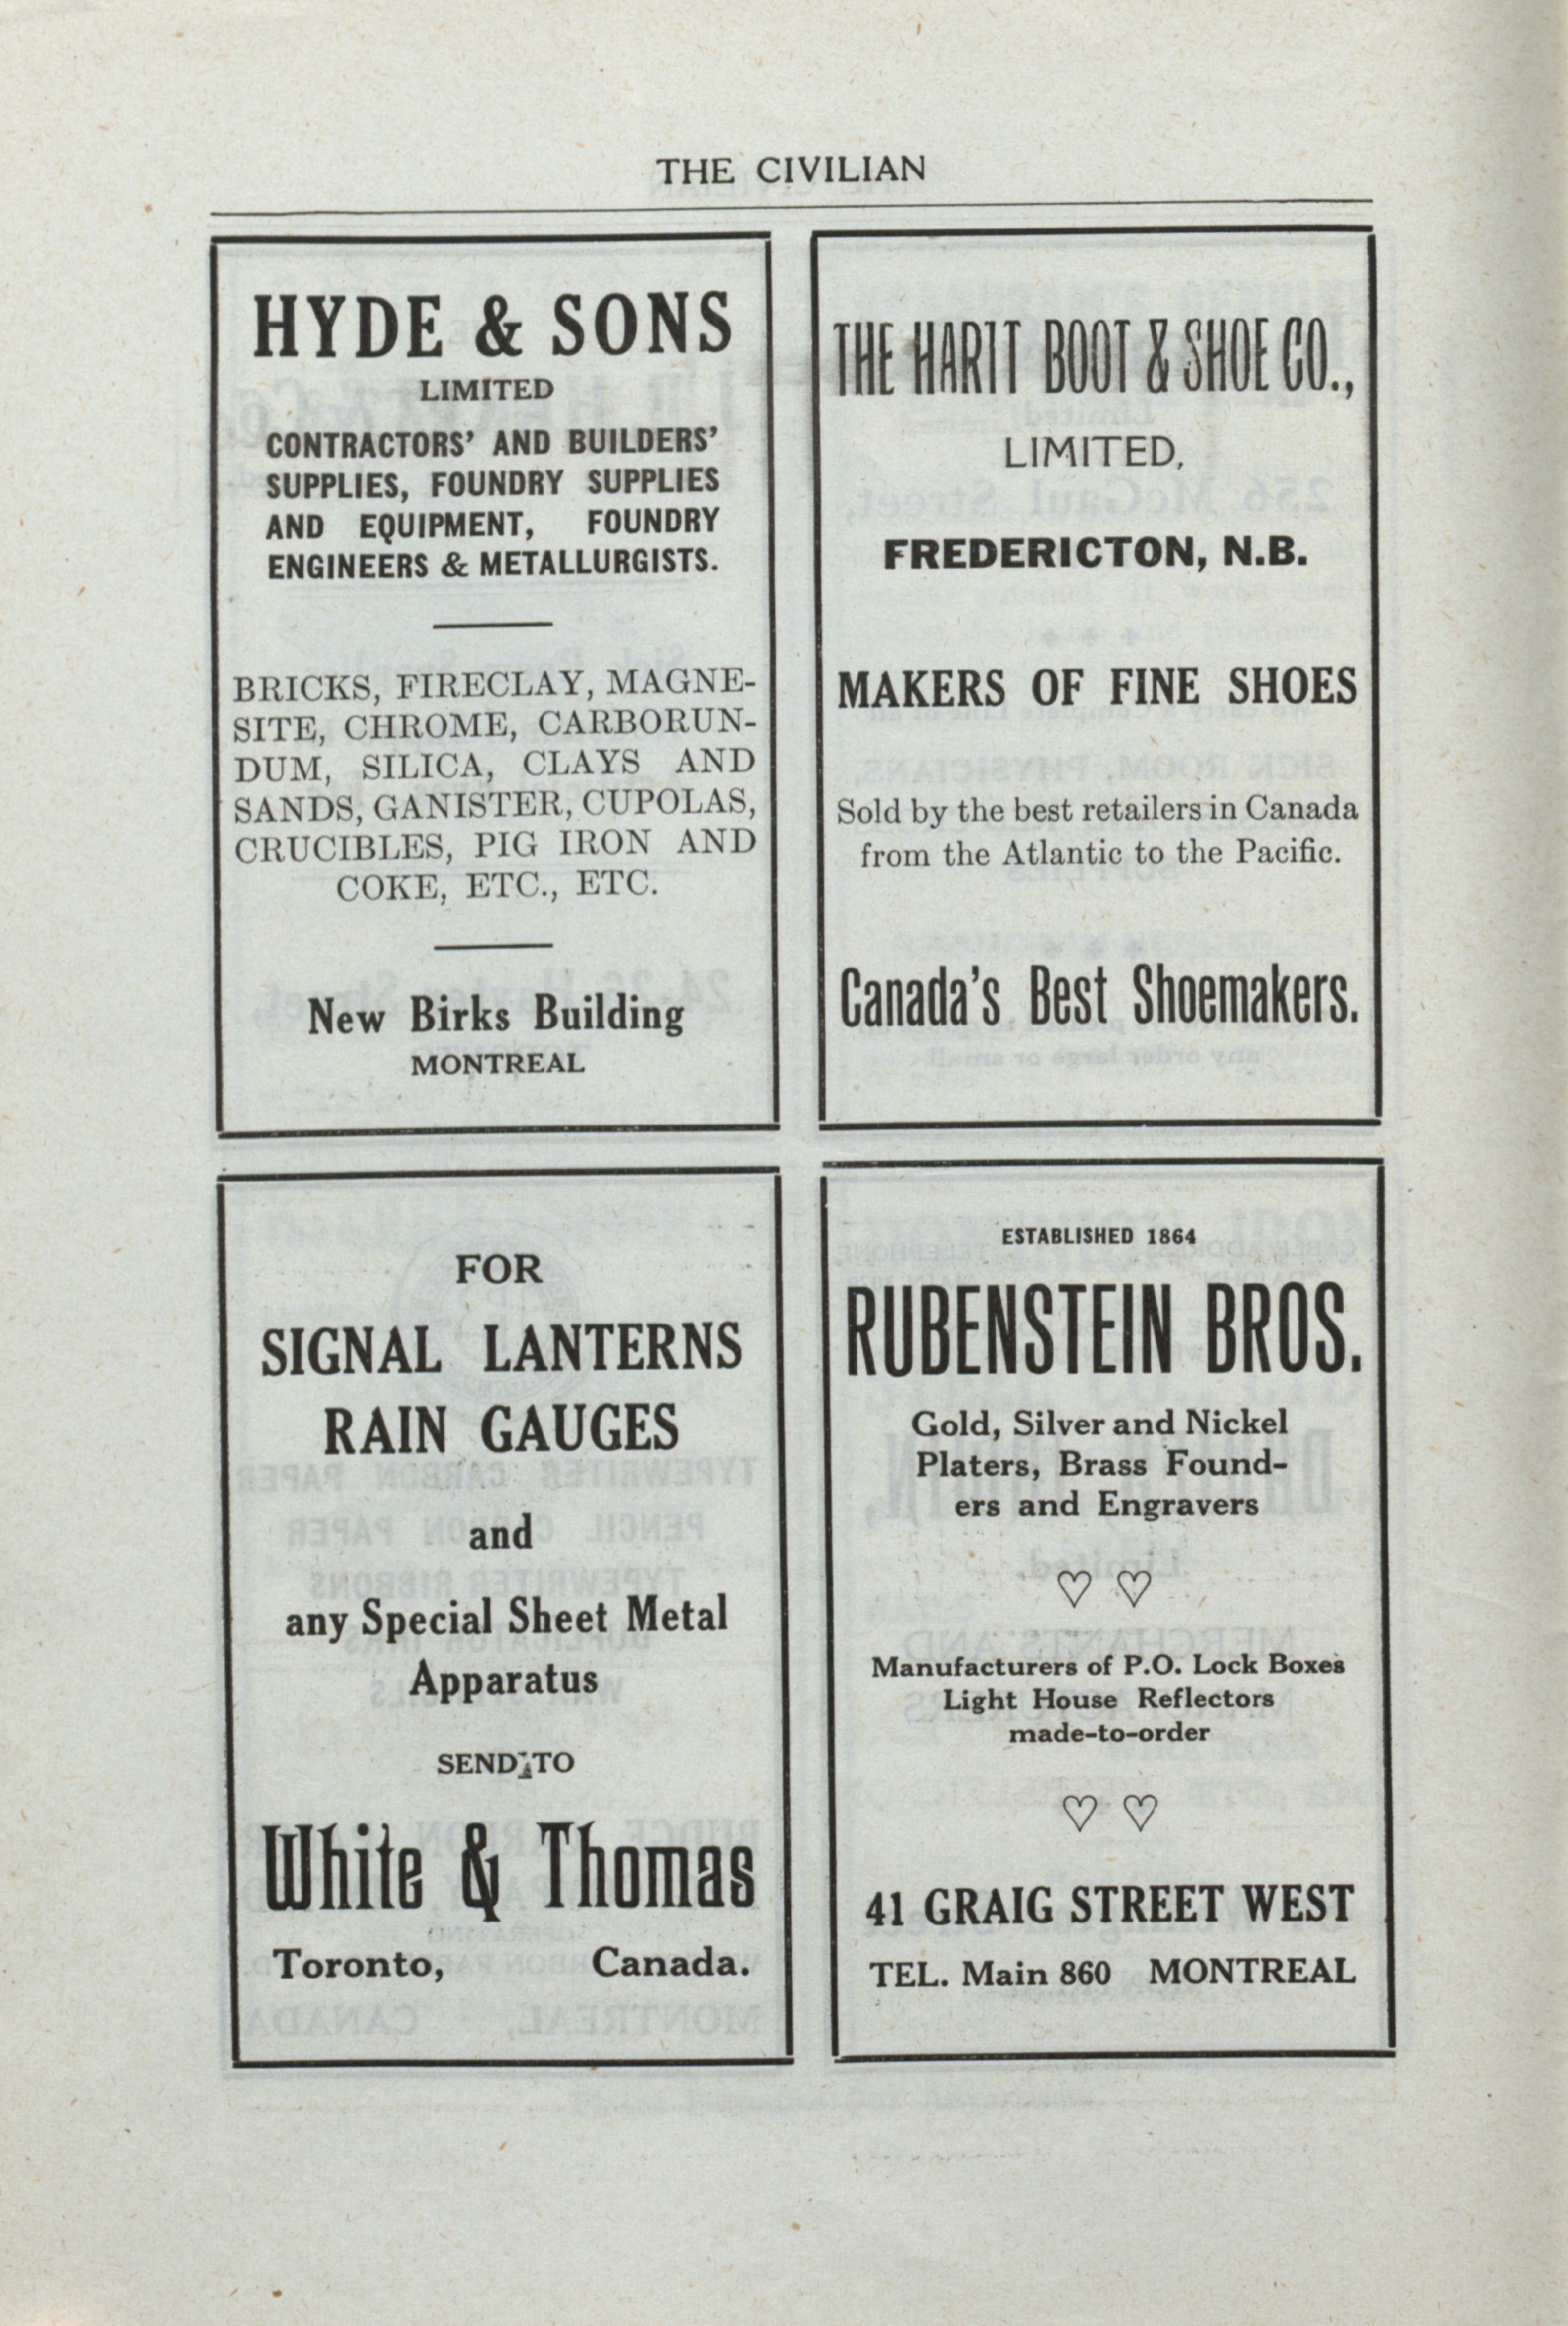 THE CIVILIAN
HYDE & SONS
LIMITED
CONTRACTORS' AND BUILDERS'
SUPPLIES, FOUNDRY SUPPLIES
AND EQUIPMENT, FOUNDRY
ENGINEERS & METALLURGISTS.
BRICKS, FIRECLAY, MAGNE-
SITE, CHROME, CARBORUN-
DUM, SILICA, CLAYS AND
SANDS, GANISTER, CUPOLAS,
CRUCIBLES, PIG IRON AND
COKE, ETC., ETC.
New Birks Building
MONTREAL
THE HARTT BOOT & SHOE CO.,
LIMITED,
FREDERICTON, N.B.
MAKERS OF FINE SHOES
Sold by the best retailers in Canada
from the Atlantic to the Pacific.
Canada's Best Shoemakers.
FOR
SIGNAL LANTERNS
RAIN GAUGES
and
any Special Sheet Metal
Apparatus
SEND TO
White & Thomas
Toronto, Canada.
ESTABLISHED 1864
RUBENSTEIN BROS.
Gold, Silver and Nickel
Platers, Brass Found-
ers and Engravers
Manufacturers of P.O. Lock Boxes
Light House Reflectors
made-to-order
41 GRAIG STREET WEST
TEL. Main 860 MONTREAL